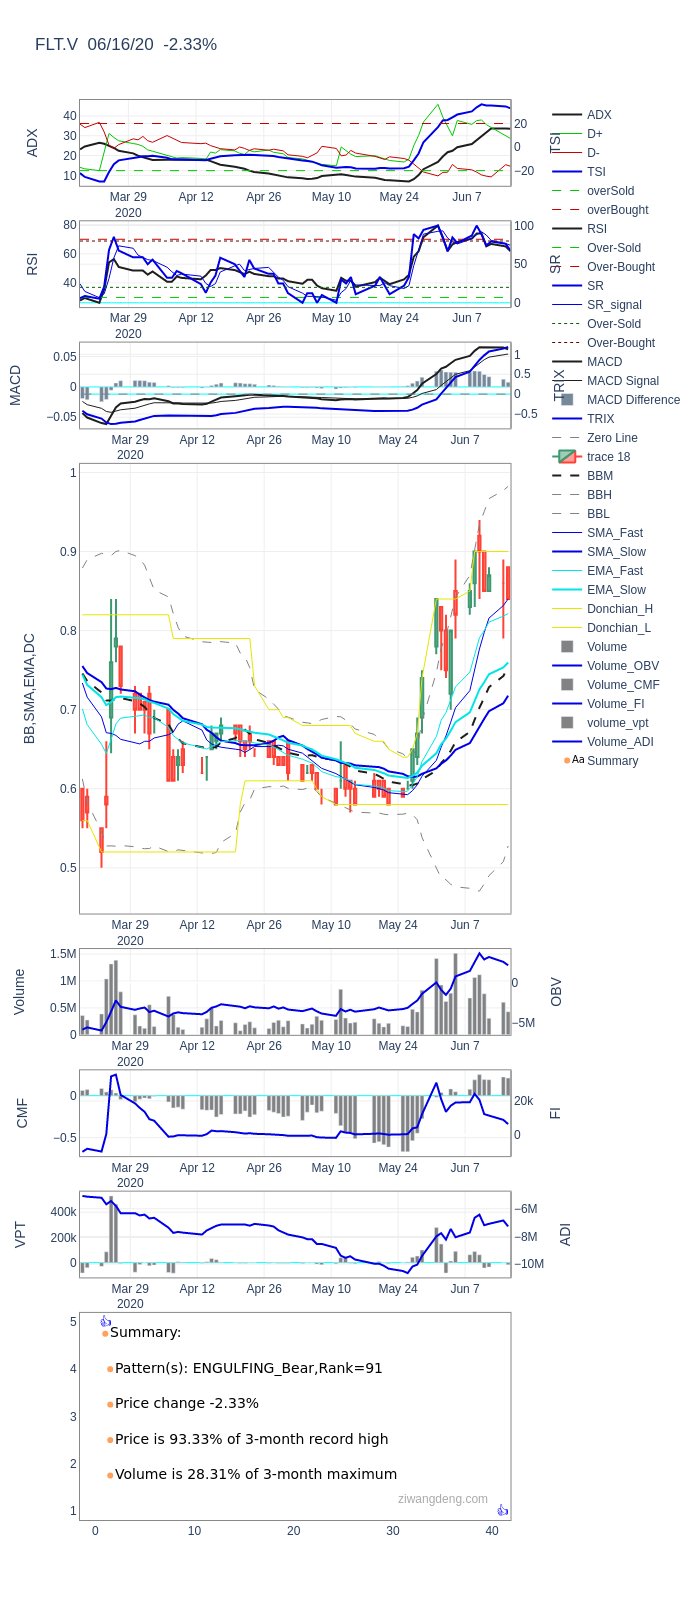 FLT.V  06/16/20  -2.33%
ADX
40
30
20
10
20
0
−20
TSI
Mar 29
2020
Apr 12
Apr 26
May 10
May 24
Jun 7
RSI
80
60
40
100
50
0
SR
Mar 29
2020
Apr 12
Apr 26
May 10
May 24
Jun 7
MACD
0.05
0
−0.05
1
0.5
0
−0.5
TRIX
Mar 29
2020
Apr 12
Apr 26
May 10
May 24
Jun 7
BB,SMA,EMA,DC
1
0.9
0.8
0.7
0.6
0.5
Mar 29
2020
Apr 12
Apr 26
May 10
May 24
Jun 7
Volume
1.5M
1M
0.5M
0
0
−5M
OBV
Mar 29
2020
Apr 12
Apr 26
May 10
May 24
Jun 7
CMF
0
−0.5
20k
0
FI
Mar 29
2020
Apr 12
Apr 26
May 10
May 24
Jun 7
VPT
400k
200k
0
−6M
−8M
−10M
ADI
Mar 29
2020
Apr 12
Apr 26
May 10
May 24
Jun 7
5
4
3
2
1
Summary:
Pattern(s): ENGULFING_Bear,Rank=91
Price change -2.33%
Price is 93.33% of 3-month record high
Volume is 28.31% of 3-month maximum
ziwangdeng.com
0
10
20
30
40
ADX
D+
D-
TSI
overSold
overBought
RSI
Over-Sold
Over-Bought
SR
SR_signal
Over-Sold
Over-Bought
MACD
MACD Signal
MACD Difference
TRIX
Zero Line
trace 18
BBM
BBH
BBL
SMA_Fast
SMA_Slow
EMA_Fast
EMA_Slow
Donchian_H
Donchian_L
Volume
Volume_OBV
Volume_CMF
Volume_FI
volume_vpt
Volume_ADI
Aa Summary